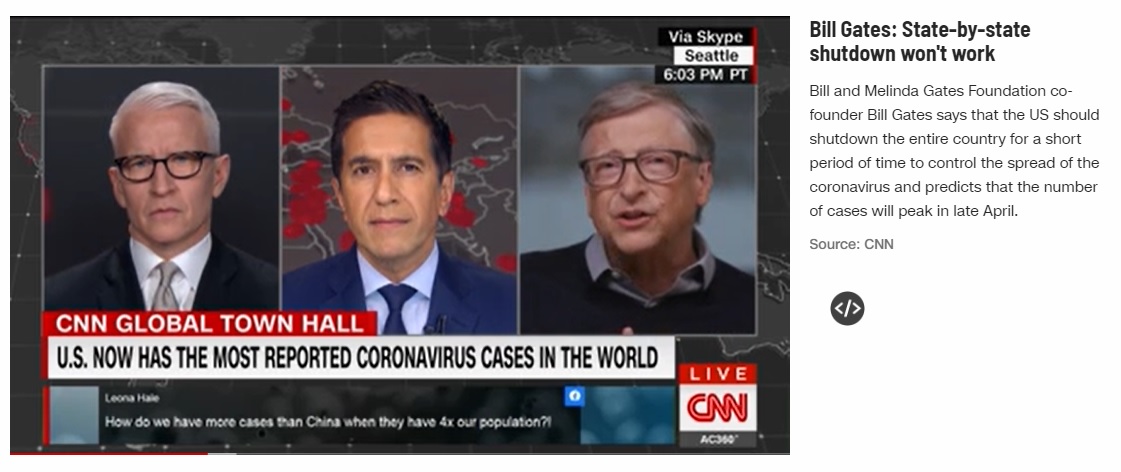 Via Skype
Seattle
6:03 PM PT
CNN GLOBAL TOWN HALL
U.S. NOW HAS THE MOST REPORTED CORONAVIRUS CASES IN THE WORLD
Leona Hale
How do we have more cases than China when they have 4x our population?!
LIVE
CNN
AC360°
Bill Gates: State-by-state
shutdown won't work
Bill and Melinda Gates Foundation co-
founder Bill Gates says that the US should
shutdown the entire country for a short
period of time to control the spread of the
coronavirus and predicts that the number
of cases will peak in late April.
Source: CNN